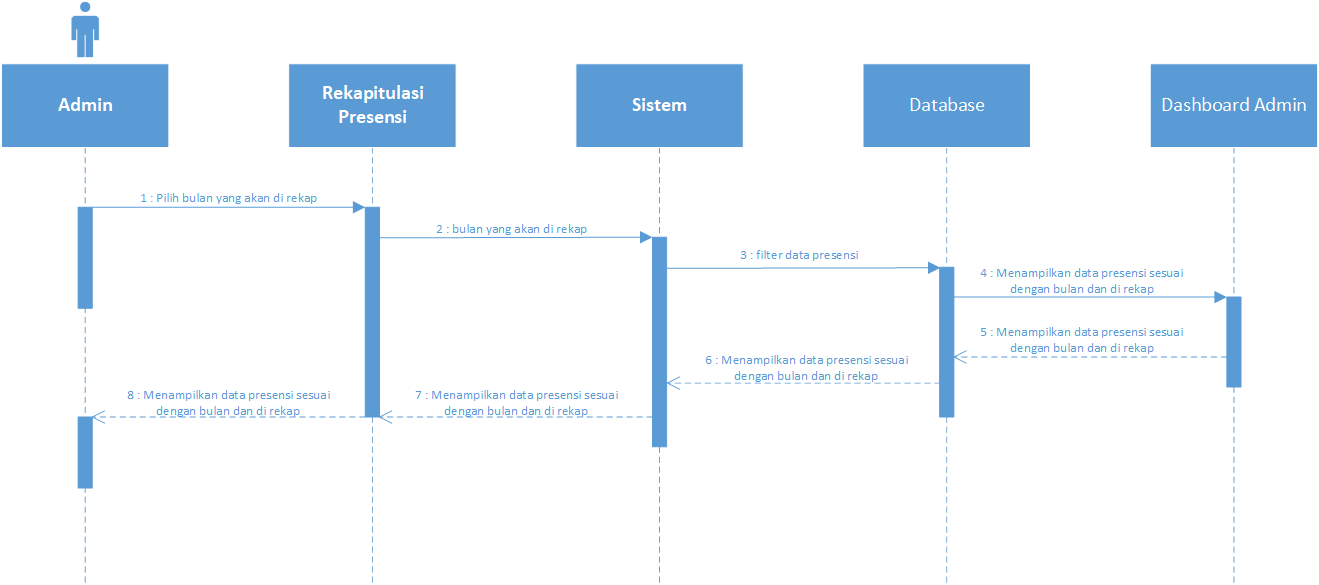 Admin
Rekapitulasi
Presensi
Sistem
Database
Dashboard Admin
1 : Pilih bulan yang akan di rekap
2 : bulan yang akan di rekap
3 : filter data presensi
4 : Menampilkan data presensi sesuai
dengan bulan dan di rekap
5 : Menampilkan data presensi sesuai
dengan bulan dan di rekap
6 : Menampilkan data presensi sesuai
dengan bulan dan di rekap
7 : Menampilkan data presensi sesuai
dengan bulan dan di rekap
8 : Menampilkan data presensi sesuai
dengan bulan dan di rekap